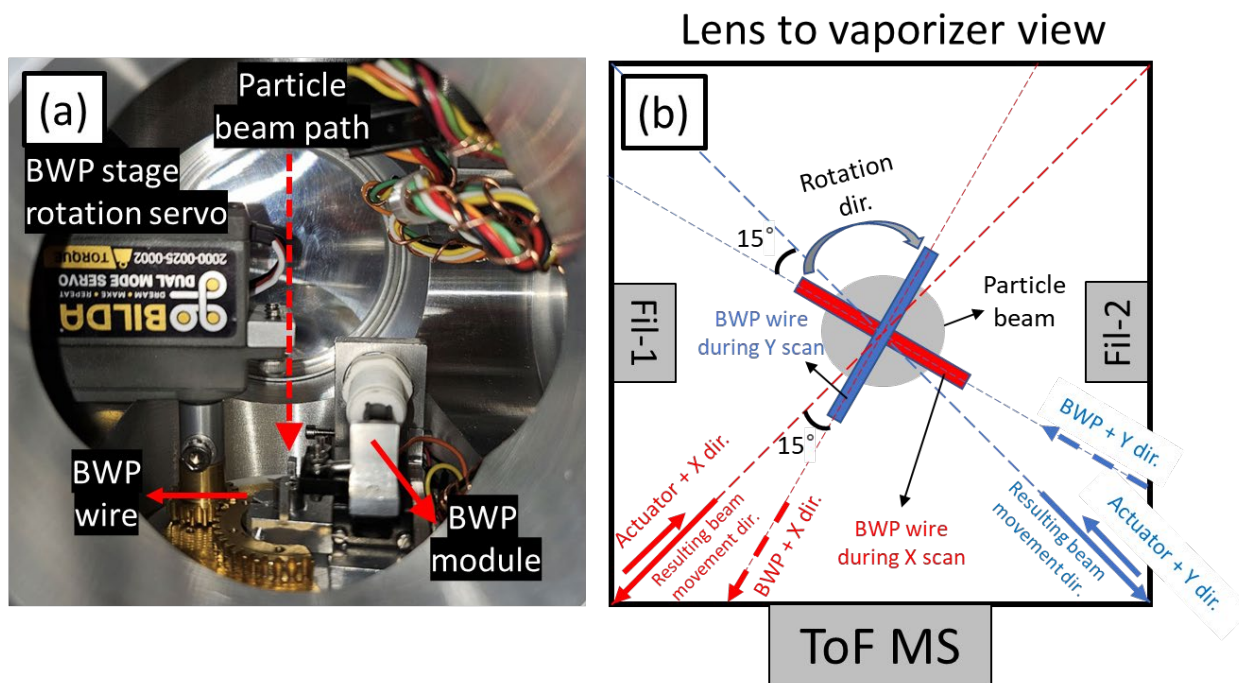 Lens to vaporizer view
(a)
Particle
beam path
BWP stage
rotation servo
2000-0025-0002
TORQUE
DUAL MODE SERVO
DREAM • MAKE • REPEAT
BILDA
BWP
wire
BWP
module
(b)
Rotation
dir.
15°
Particle
beam
BWP wire
during Y scan
Fil-1
Fil-2
15°
BWP + Y dir.
Actuator + Y dir.
Resulting beam
movement dir.
Actuator + X dir.
Resulting beam
movement dir.
BWP + X dir.
BWP wire
during X scan
ToF MS